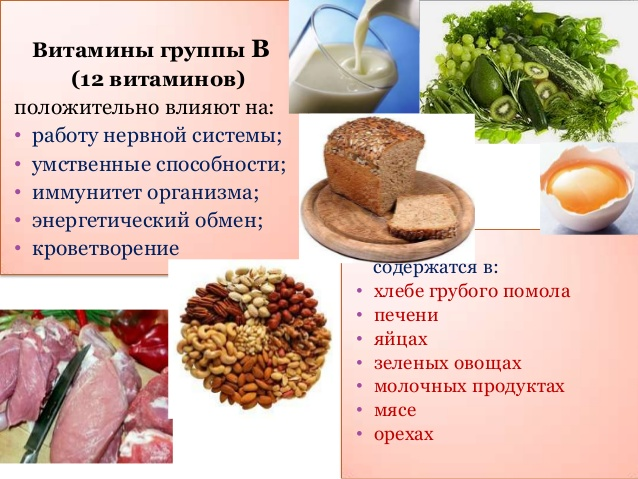 Витамины группы В
(12 витаминов)
положительно влияют на:
• работу нервной системы;
• умственные способности;
• иммунитет организма;
• энергетический обмен;
• кроветворение
содержатся в:
• хлебе грубого помола
• печени
• яйцах
• зеленых овощах
• молочных продуктах
• мясе
• орехах